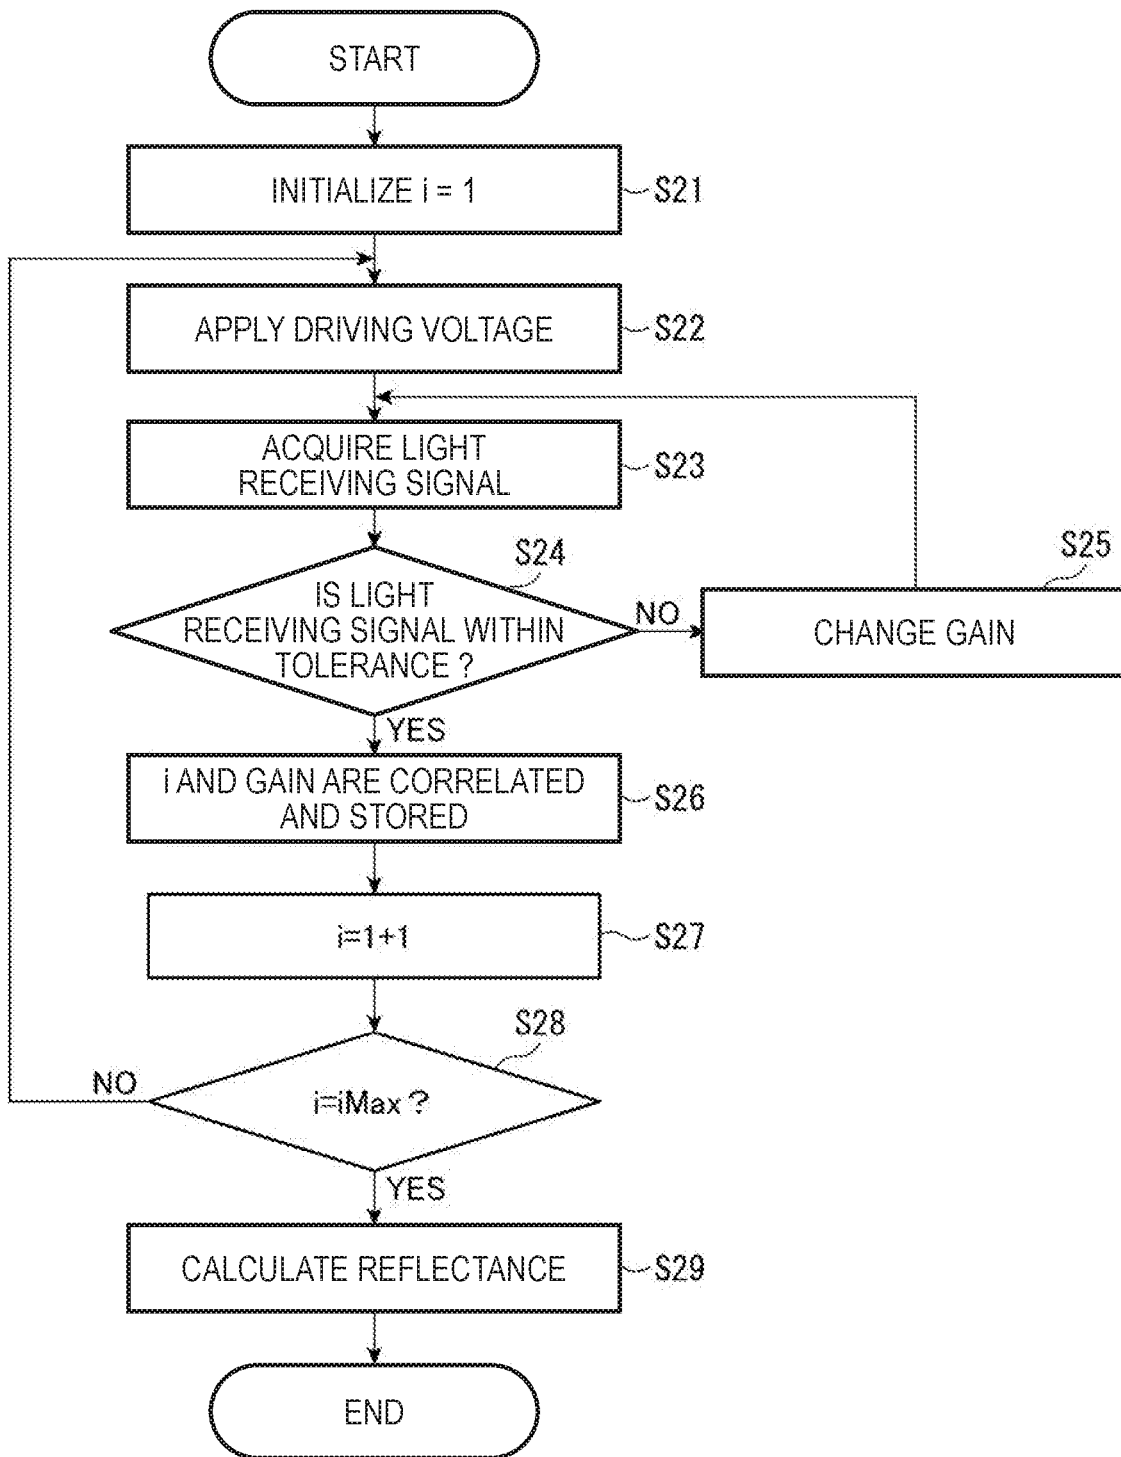 START
INITIALIZE i = 1
S21
APPLY DRIVING VOLTAGE
S22
ACQUIRE LIGHT
RECEIVING SIGNAL
S23
S24
IS LIGHT
RECEIVING SIGNAL WITHIN
TOLERANCE ?
NO
S25
CHANGE GAIN
YES
i AND GAIN ARE CORRELATED
AND STORED
S26
i=1+1
S27
S28
i=iMax ?
NO
YES
CALCULATE REFLECTANCE
S29
END